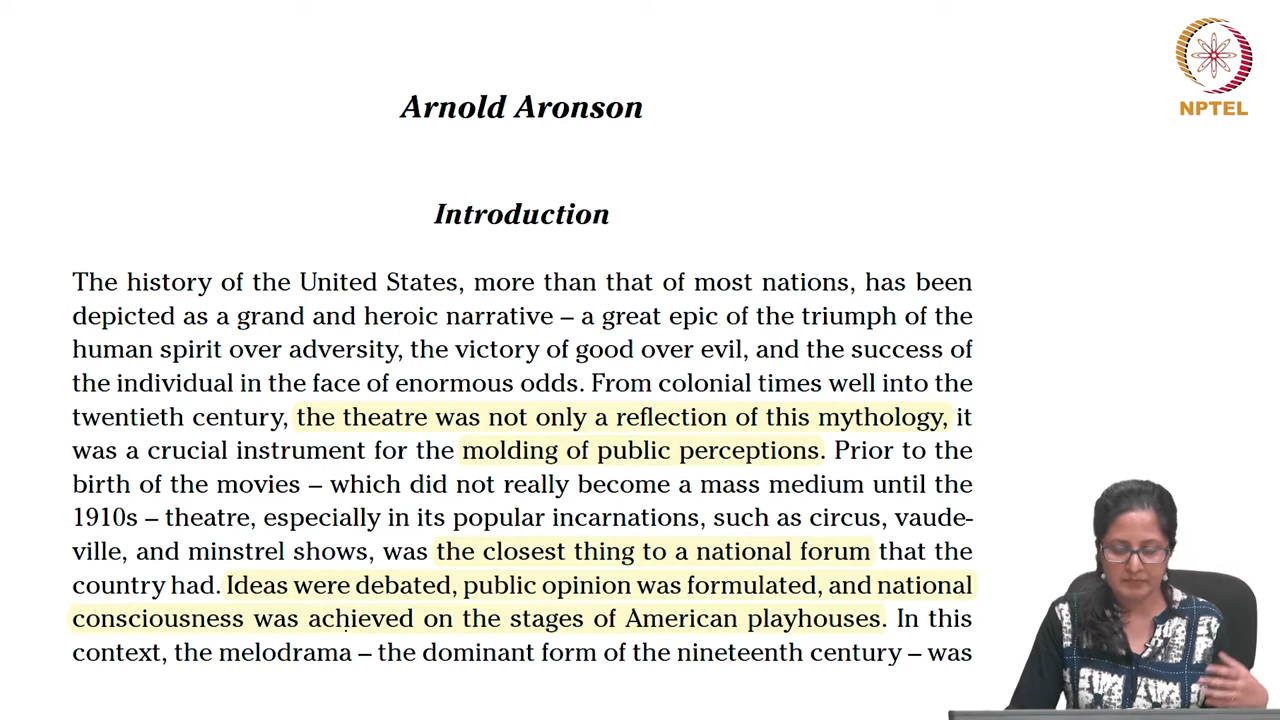 NPTEL
Arnold Aronson
Introduction
The history of the United States, more than that of most nations, has been
depicted as a grand and heroic narrative – a great epic of the triumph of the
human spirit over adversity, the victory of good over evil, and the success of
the individual in the face of enormous odds. From colonial times well into the
twentieth century, the theatre was not only a reflection of this mythology, it
was a crucial instrument for the molding of public perceptions. Prior to the
birth of the movies – which did not really become a mass medium until the
1910s – theatre, especially in its popular incarnations, such as circus, vaude-
ville, and minstrel shows, was the closest thing to a national forum that the
country had. Ideas were debated, public opinion was formulated, and national
consciousness was achieved on the stages of American playhouses. In this
context, the melodrama – the dominant form of the nineteenth century – was